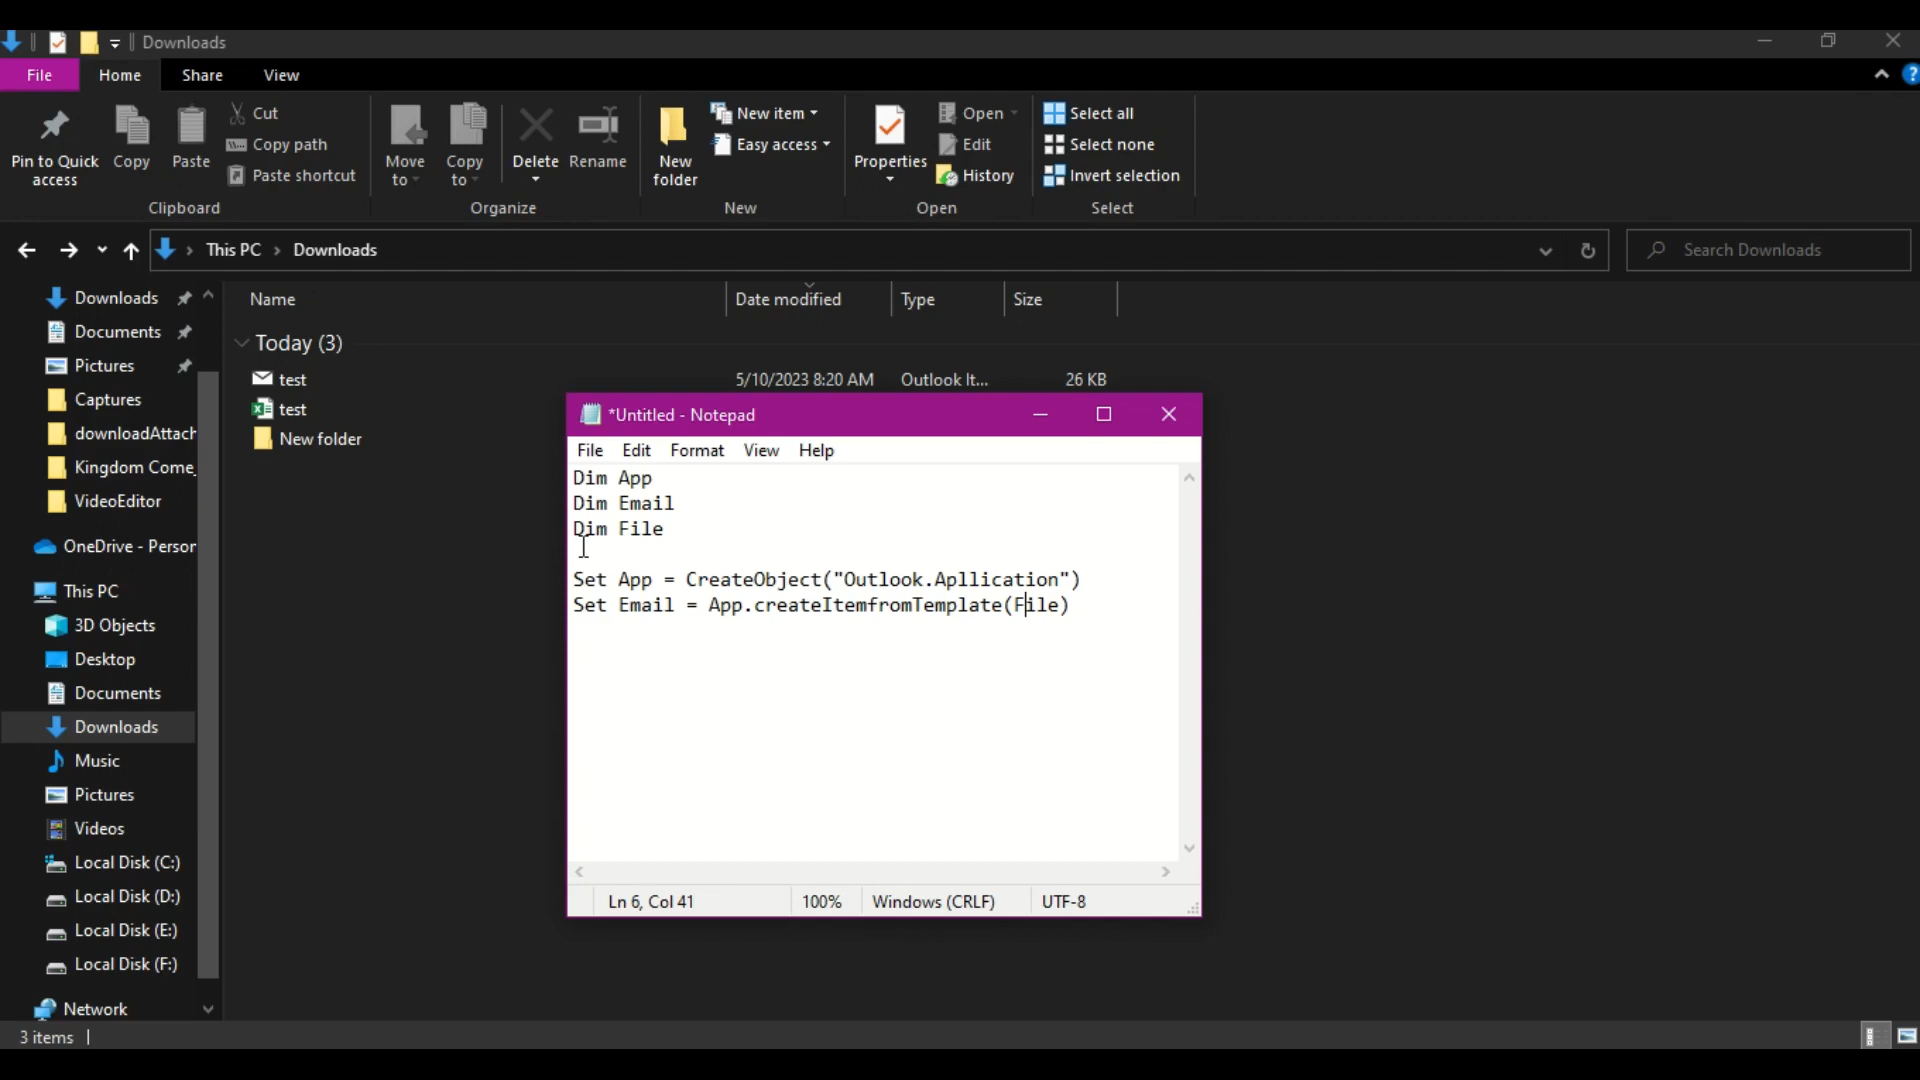 Downloads
File Home Share View
Pin to Quick access
Copy
Paste
Cut
Copy path
Paste shortcut
Clipboard
Move to
Copy to
Delete
Rename
Organize
New folder
New item
Easy access
New
Properties
Open
Edit
History
Open
Select all
Select none
Invert selection
Select
This PC > Downloads
Search Downloads
Downloads
Documents
Pictures
Captures
downloadAttach
Kingdom Come_
VideoEditor
OneDrive - Person
This PC
3D Objects
Desktop
Documents
Downloads
Music
Pictures
Videos
Local Disk (C:)
Local Disk (D:)
Local Disk (E:)
Local Disk (F:)
Network
Name Date modified Type Size
Today (3)
test 5/10/2023 8:20 AM Outlook It... 26 KB
test
New folder
*Untitled - Notepad
File Edit Format View Help
Dim App
Dim Email
Dim File
Set App = CreateObject("Outlook.Apllication")
Set Email = App.createItemfromTemplate(File)
Ln 6, Col 41 100% Windows (CRLF) UTF-8
3 items